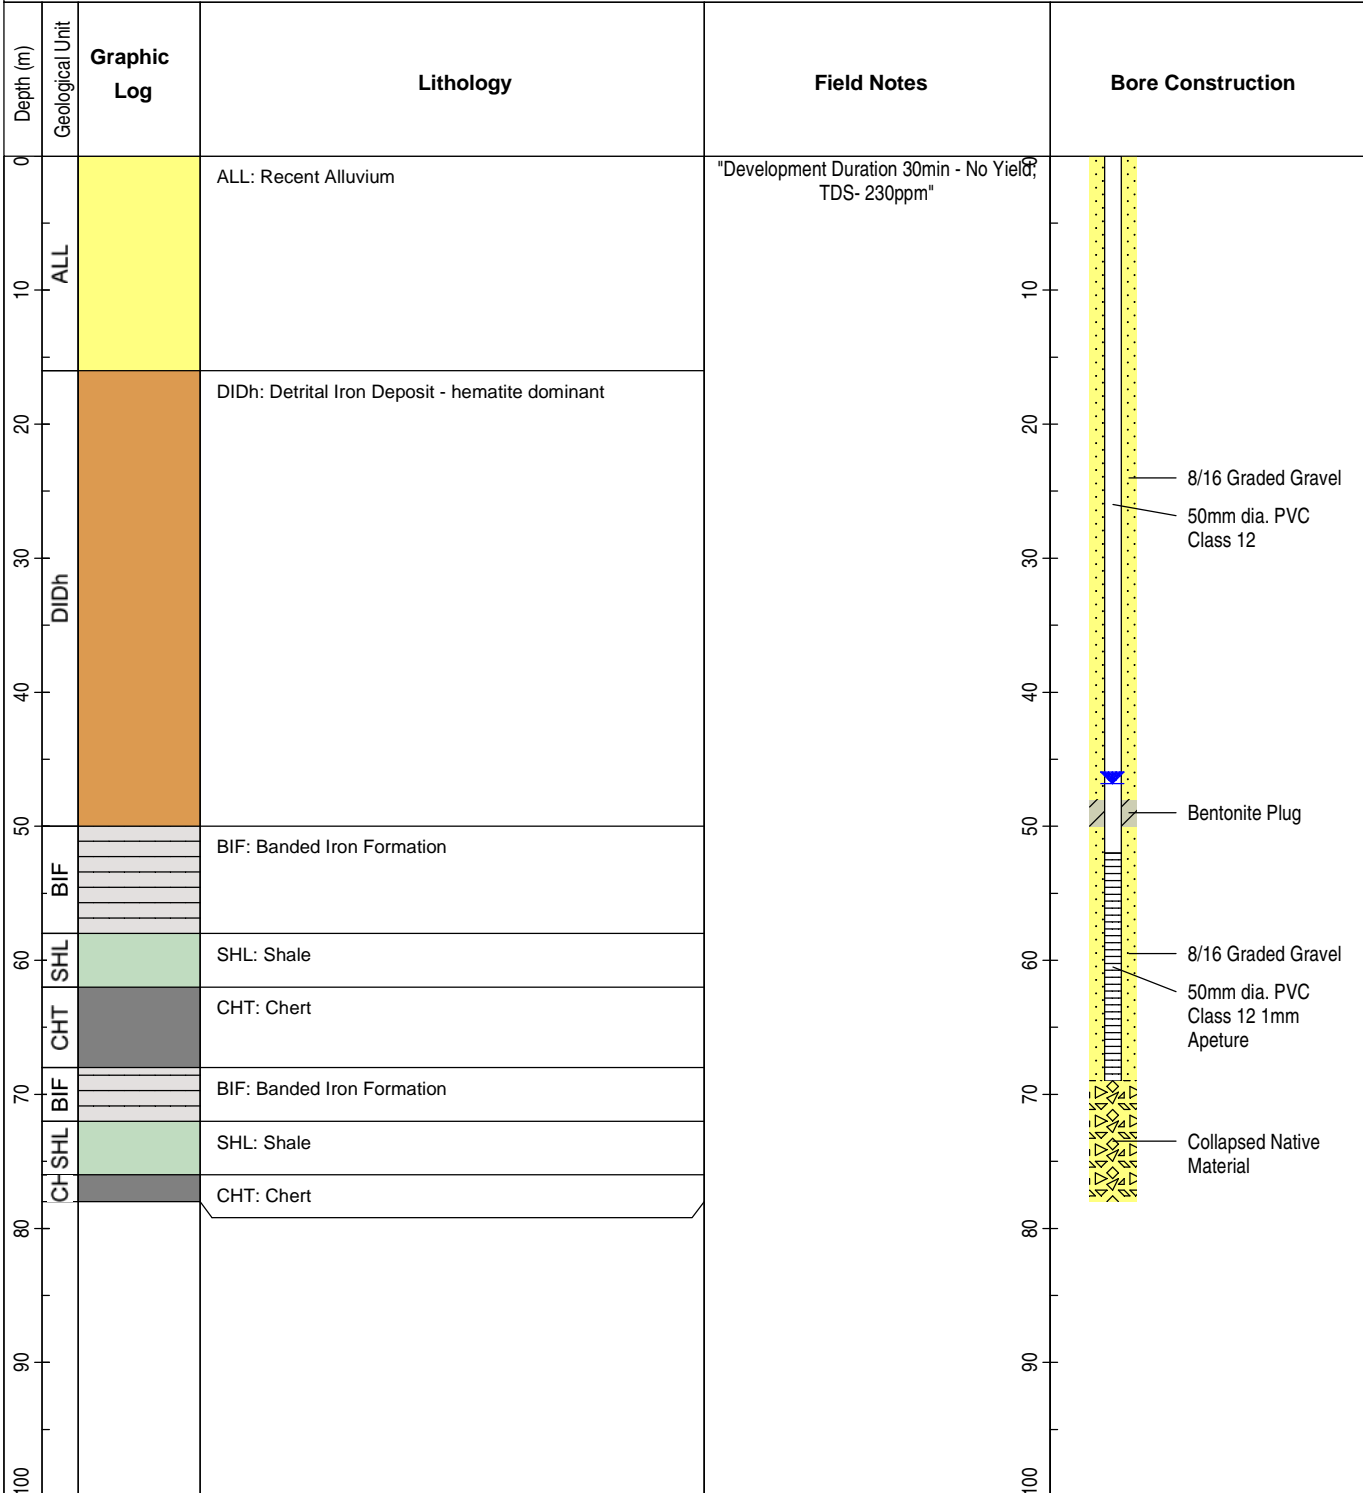 Depth (m)
Geological Unit
Graphic
Log
Lithology
Field Notes
Bore Construction
0
10
20
30
40
50
60
70
80
90
100
ALL
DIDh
BIF
SHL
CHT
BIF
SHL
CH
ALL: Recent Alluvium
DIDh: Detrital Iron Deposit - hematite dominant
BIF: Banded Iron Formation
SHL: Shale
CHT: Chert
BIF: Banded Iron Formation
SHL: Shale
CHT: Chert
"Development Duration 30min - No Yield,
TDS- 230ppm"
0
10
20
30
40
50
60
70
80
90
100
8/16 Graded Gravel
50mm dia. PVC
Class 12
Bentonite Plug
8/16 Graded Gravel
50mm dia. PVC
Class 12 1mm
Apeture
Collapsed Native
Material